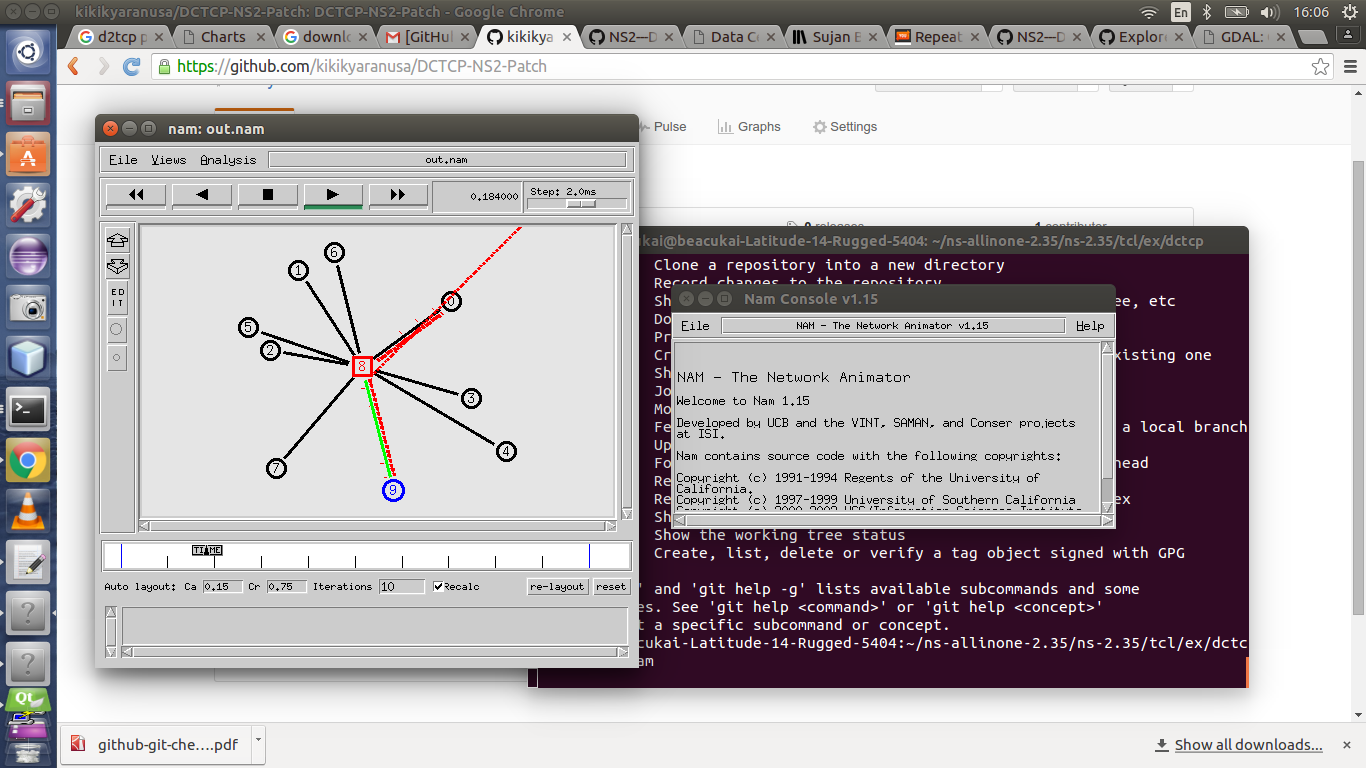 kikikyaranusa/DCTCP-NS2-Patch: DCTCP-NS2-Patch - Google Chrome
En
16:06
d2tcp p
Charts
downlo
[GitHub
kikikya
NS2---D
Data Ce
Sujan B
Repeat
NS2---D
Explore
GDAL:
https://github.com/kikikyaranusa/DCTCP-NS2-Patch
Pulse
Graphs
Settings
contributor
nam: out.nam
File Views Analysis out.nam
0.184000
Step: 2.0ms
ED
IT
6
1
0
5
2
8
3
4
7
9
TIME
Auto layout: Ca 0.15 Cr 0.75 Iterations 10 Recalc re-layout reset
ukai@beacukai-Latitude-14-Rugged-5404: ~/ns-allinone-2.35/ns-2.35/tcl/ex/dctcp
Clone a repository into a new directory
Record changes to the repository
Sh ee, etc
Do
Pr
Cr xisting one
Sh
Jo
Mo
Fe a local branch
Up
Fo ead
Re
Re ex
Sh
Show the working tree status
Create, list, delete or verify a tag object signed with GPG
' and 'git help -g' lists available subcommands and some
es. See 'git help <command>' or 'git help <concept>'
t a specific subcommand or concept.
cukai-Latitude-14-Rugged-5404:~/ns-allinone-2.35/ns-2.35/tcl/ex/dctc
am
Nam Console v1.15
File NAM - The Network Animator v1.15 Help
NAM - The Network Animator
Welcome to Nam 1.15
Developed by UCB and the VINT, SAMAN, and Conser projects
at ISI.
Nam contains source code with the following copyrights:
Copyright (c) 1991-1994 Regents of the University of
California.
Copyright (c) 1997-1999 University of Southern California
Qt
github-git-che....pdf
Show all downloads...